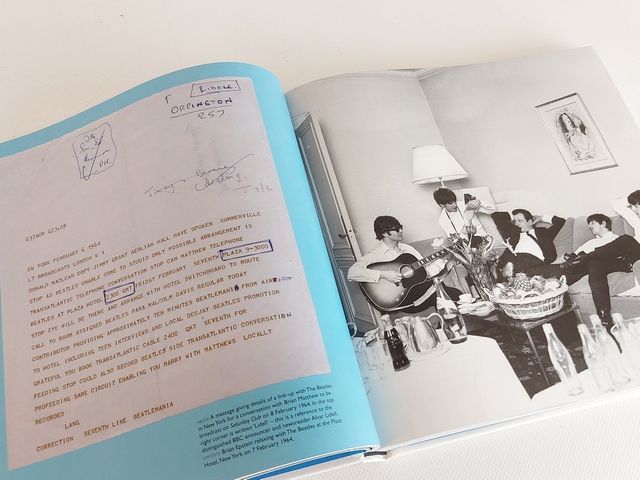 LIDELL
ORPINGTON
257
037ACR 623.08
EW YORK FEBRUARY 6 1964
LT BROADCASTS LONDON W 1
DONALD MACLEAN COPY JIMMY GRANT AEOLIAN HALL HAVE SPOKEN SUMMERVILLE
STOP AS BEATLES UNABLE COME TO STUDIO ONLY POSSIBLE ARRANGEMENT IS
TRANSATLANTIC TELEPHONE CONVERSATION STOP CAN MATTHEW TELEPHONE
BEATLES AT PLAZA HOTEL 2300 GMT FRIDAY FEBRUARY SEVENTH PLAZA 9-3000
STOP EYE WILL BE THERE AND ARRANGE WITH HOTEL SWITCHBOARD TO ROUTE
CALL TO ROOM ASSIGNED BEATLES PARA MALCOLM DAVIS REGULAR TODAY
CONTRIBUTOR PROVIDING APPROXIMATELY TEN MINUTES BEATLEMANIA FROM
TO HOTEL INCLUDING TEEN INTERVIEWS AND LOCAL DEEJAY BEATLES PROMOTION
GRATEFUL YOU BOOK TRANSATLANTIC CABLE 2400 GMT SEVENTH FOR
FEEDING STOP COULD ALSO RECORD BEATLES SIDE TRANSATLANTIC CONVERSATION
PROFEEDING SAME CIRCUIT ENABLING YOU MARRY WITH MATTHEWS LOCALLY
RECORDED
LANG
CORRECTION SEVENTH LINE BEATLEMANIA
A message giving details of a link-up with The Beatles
in New York for a conversation with Brian Matthew to be
broadcast on Saturday Club on 8 February 1964. In the top
right corner is written 'Lidell' – this is a reference to the
distinguished BBC announcer and newsreader Alvar Lidell.
Brian Epstein relaxing with The Beatles at the Plaza
Hotel, New York on 7 February 1964.